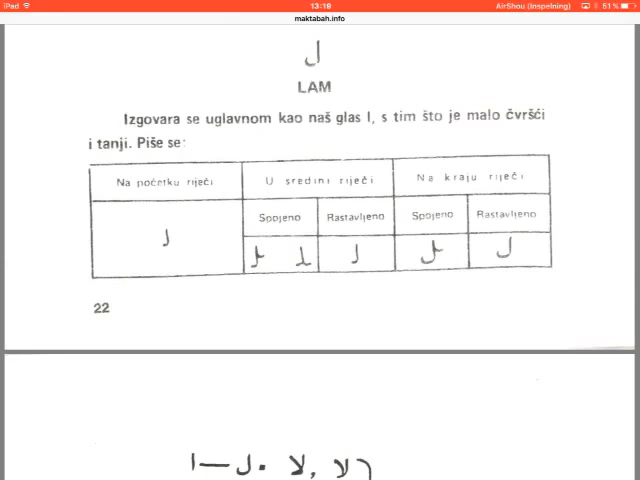 iPad 13:18 AirShou (Inspelning) 51 %
maktabah.info
ل
LAM
Izgovara se uglavnom kao naš glas l, s tim što je malo čvršći
i tanji. Piše se:
Na početku riječi U sredini riječi Na kraju riječi
Spojeno Rastavljeno Spojeno Rastavljeno
22